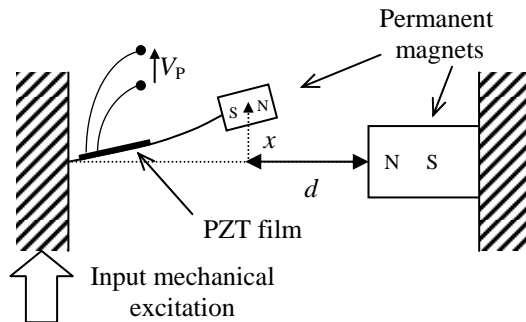 Permanent
magnets
V_P
S N
x
N S
d
PZT film
Input mechanical
excitation